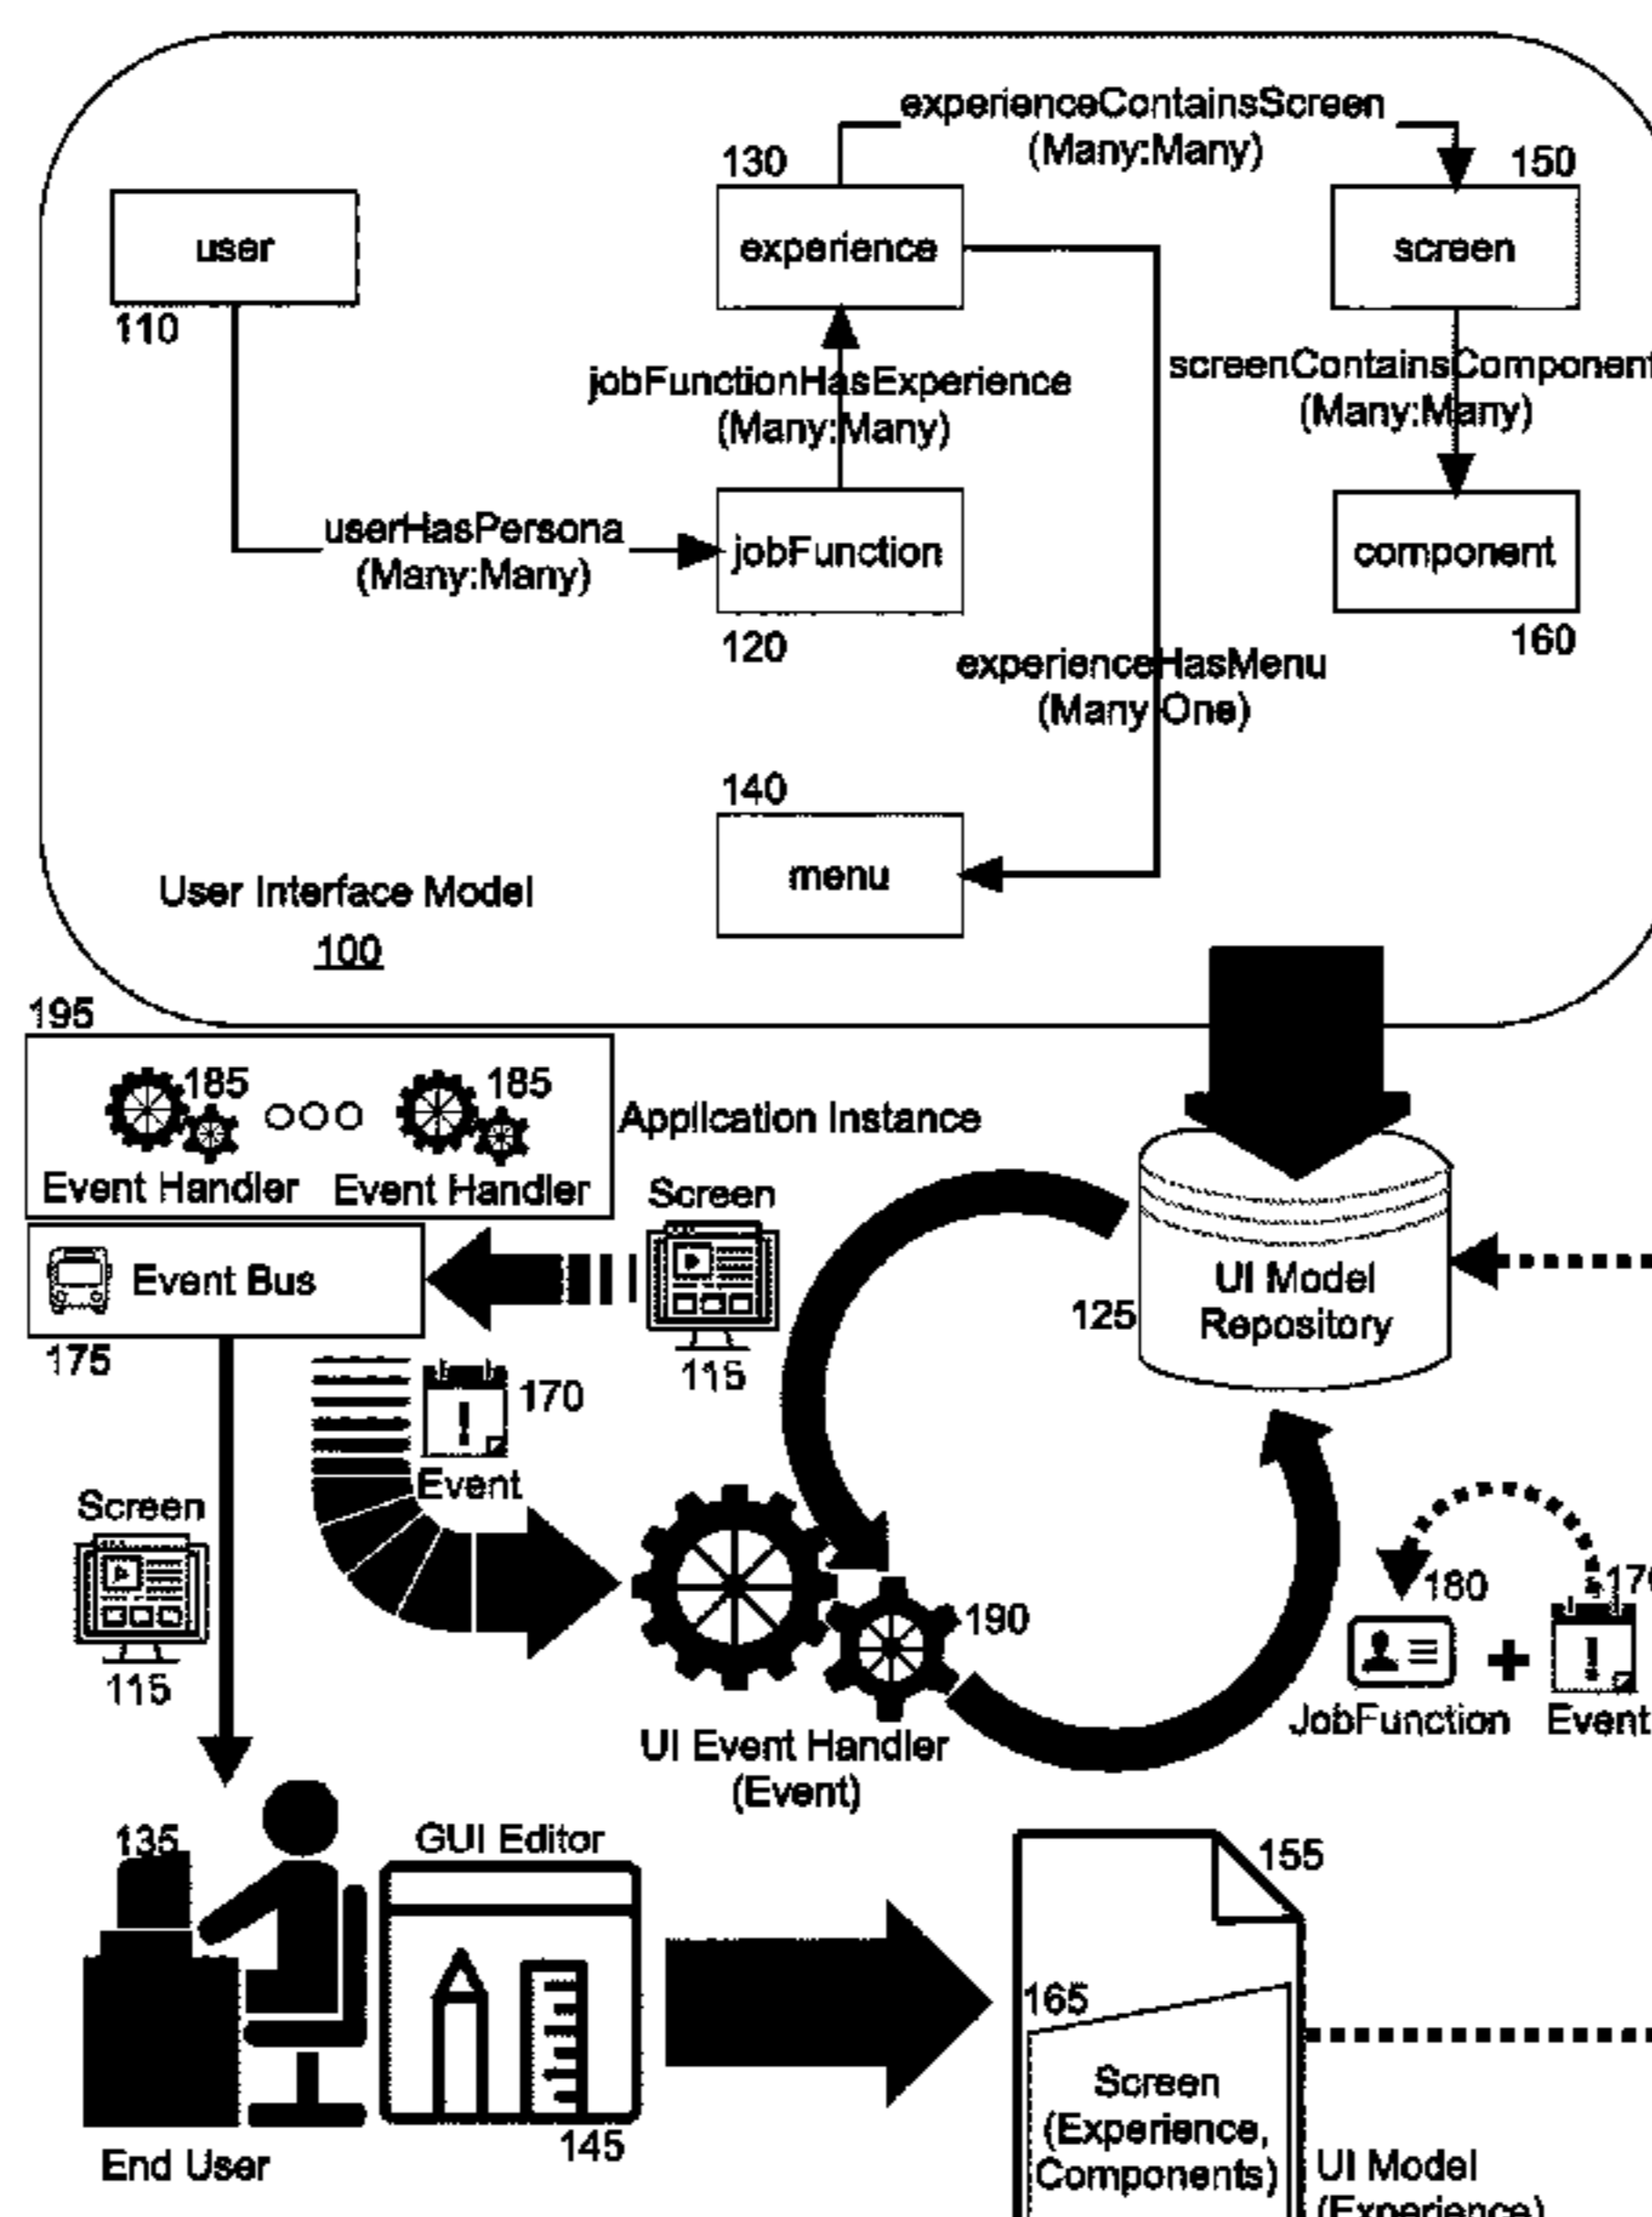 experienceContainsScreen
(Many:Many)
130
150
user
experience
screen
110
jobFunctionHasExperience
(Many:Many)
screenContainsComponent
(Many:Many)
userHasPersona
(Many:Many)
jobFunction
component
120
160
experienceHasMenu
(Many One)
140
menu
User Interface Model
100
195
185
185
Application Instance
Event Handler
Event Handler
Screen
Event Bus
UI Model
Repository
125
175
115
170
Event
Screen
115
190
180
170
JobFunction
+
Event
UI Event Handler
(Event)
135
GUI Editor
155
165
Screen
(Experience,
Components)
145
End User
UI Model
(Experience)